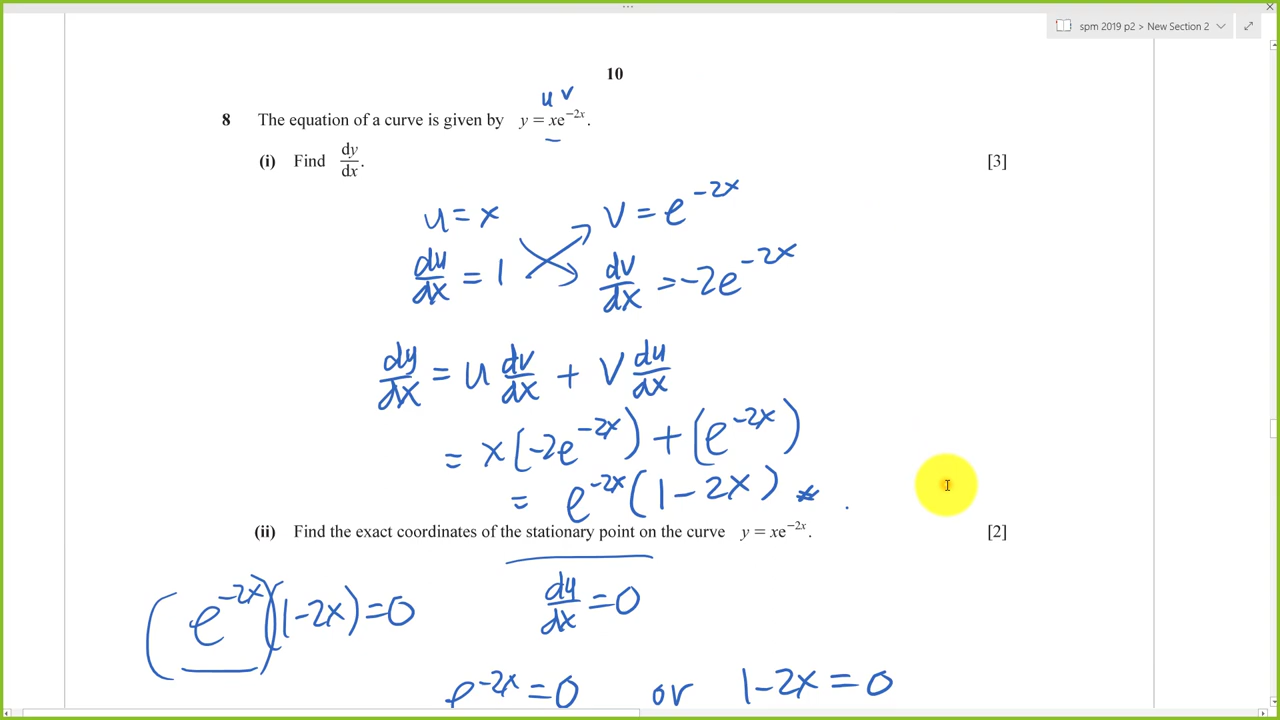 spm 2019 p2 > New Section 2
10
u v
8 The equation of a curve is given by y = xe⁻²ˣ.
(i) Find dy/dx. [3]
u = x v = e⁻²ˣ
du/dx = 1 dv/dx = -2e⁻²ˣ
dy/dx = u dv/dx + v du/dx
= x(-2e⁻²ˣ) + (e⁻²ˣ)
= e⁻²ˣ(1-2x)
(ii) Find the exact coordinates of the stationary point on the curve y = xe⁻²ˣ. [2]
(e⁻²ˣ)(1-2x)=0 dy/dx = 0
e⁻²ˣ = 0 or 1-2x = 0